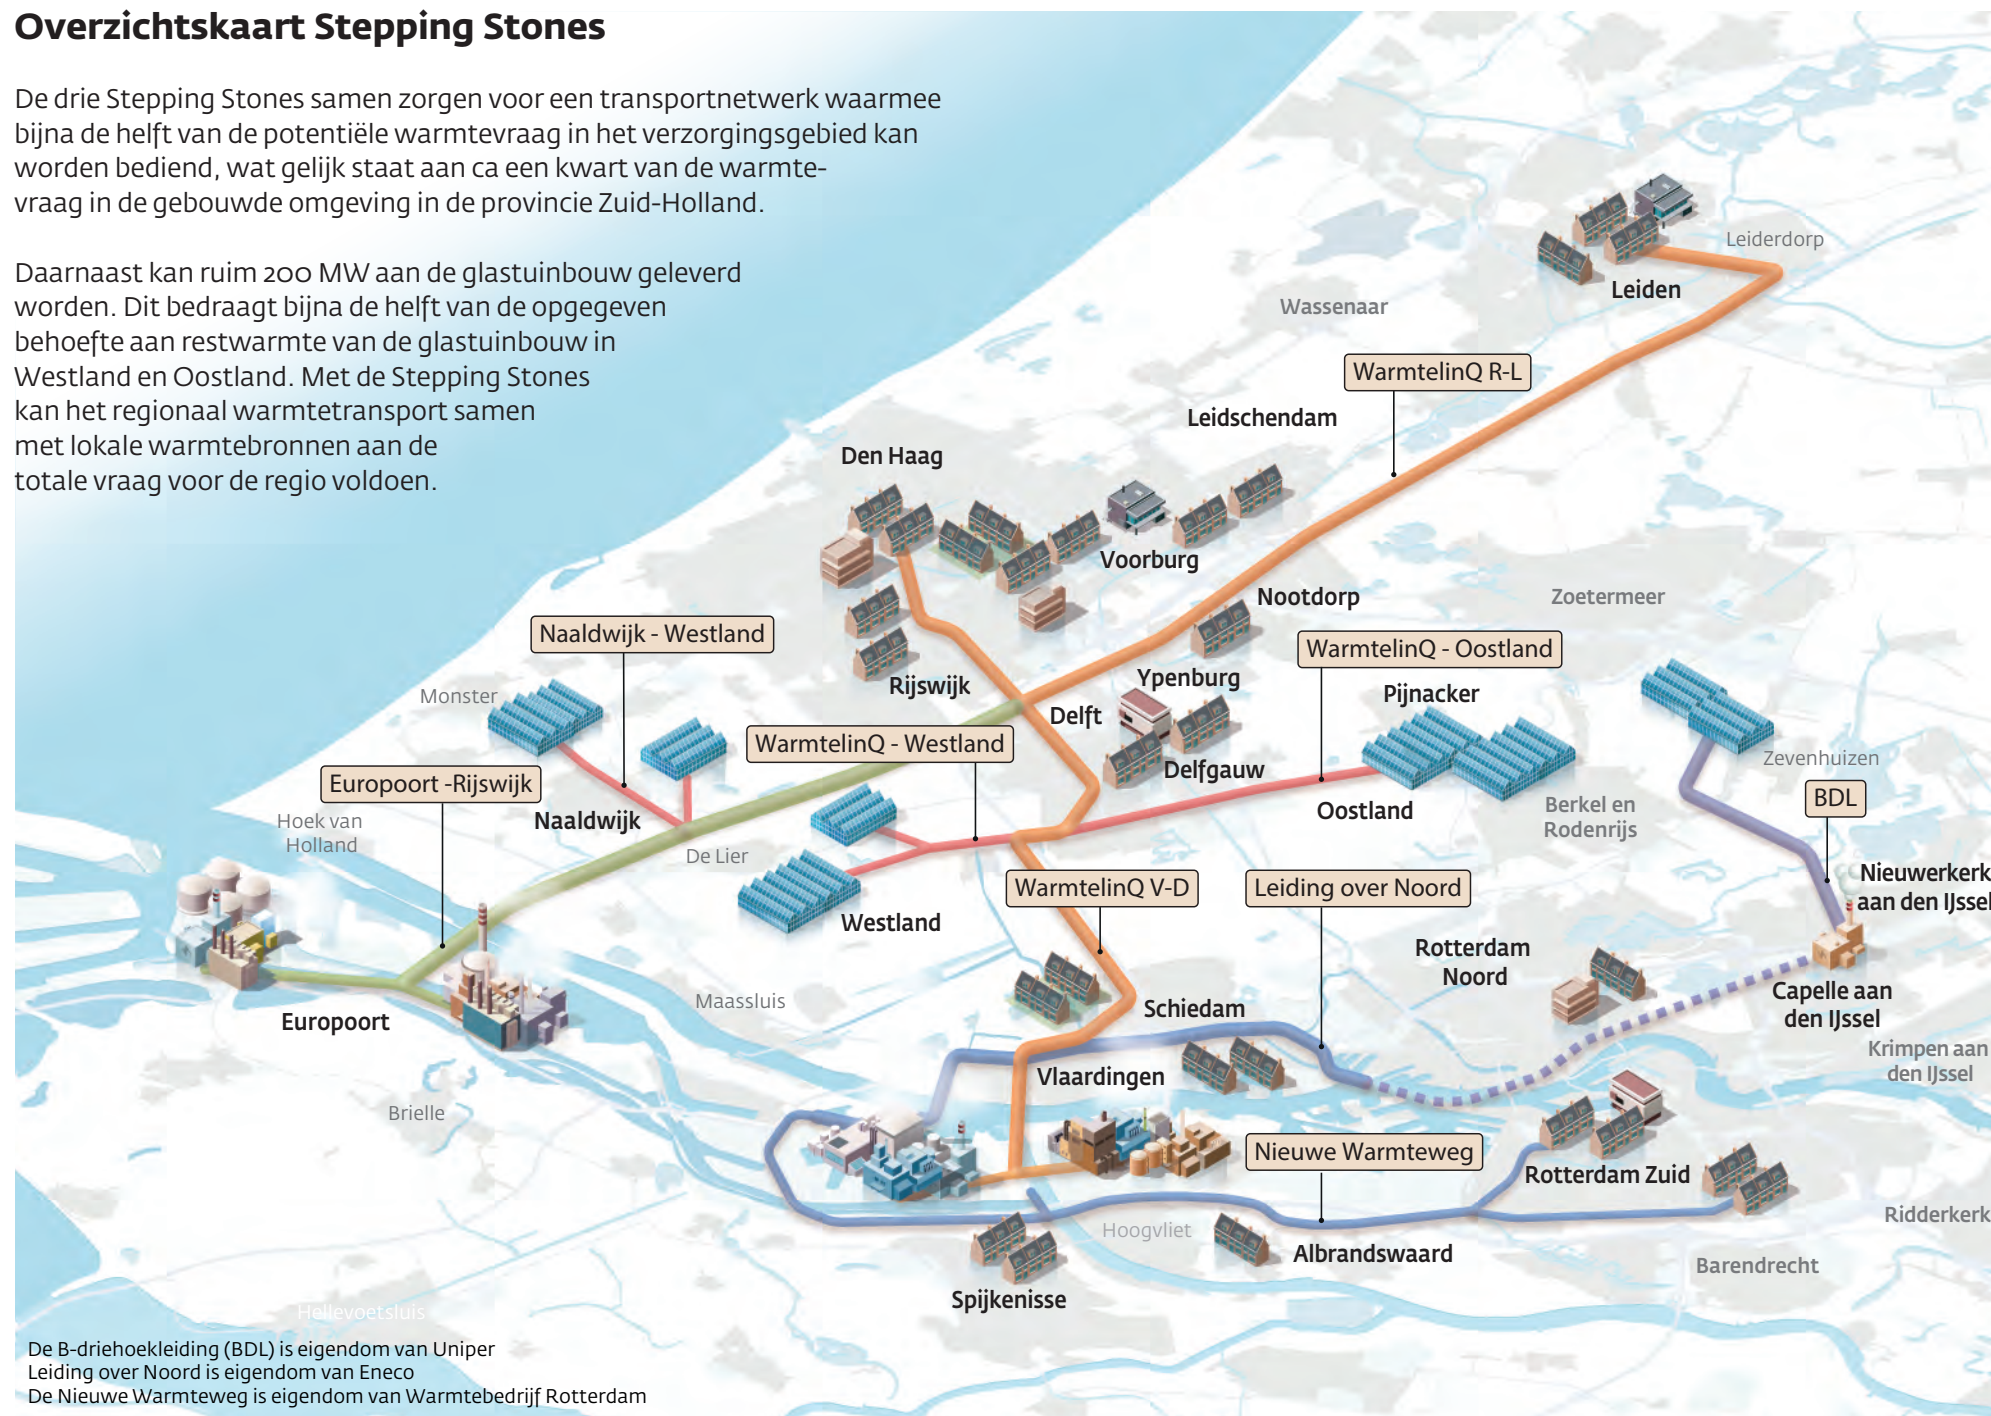 Overzichtskaart Stepping Stones
De drie Stepping Stones samen zorgen voor een transportnetwerk waarmee
bijna de helft van de potentiële warmtevraag in het verzorgingsgebied kan
worden bediend, wat gelijk staat aan ca een kwart van de warmte-
vraag in de gebouwde omgeving in de provincie Zuid-Holland.
Daarnaast kan ruim 200 MW aan de glastuinbouw geleverd
worden. Dit bedraagt bijna de helft van de opgegeven
behoefte aan restwarmte van de glastuinbouw in
Westland en Oostland. Met de Stepping Stones
kan het regionaal warmtetransport samen
met lokale warmtebronnen aan de
totale vraag voor de regio voldoen.
Leiderdorp
Leiden
Wassenaar
WarmtelinQ R-L
Leidschendam
Den Haag
Voorburg
Nootdorp
Zoetermeer
Naaldwijk - Westland
WarmtelinQ - Oostland
Ypenburg
Rijswijk
Pijnacker
Monster
Delft
WarmtelinQ - Westland
Zevenhuizen
Delfgauw
Europoort -Rijswijk
BDL
Oostland
Berkel en
Rodenrijs
Hoek van
Holland
Naaldwijk
De Lier
Nieuwerkerk
aan den IJssel
WarmtelinQ V-D
Leiding over Noord
Westland
Rotterdam
Noord
Capelle aan
den IJssel
Maassluis
Schiedam
Europoort
Krimpen aan
den IJssel
Vlaardingen
Brielle
Nieuwe Warmteweg
Rotterdam Zuid
Ridderkerk
Hoogvliet
Albrandswaard
Barendrecht
Spijkenisse
Hellevoetsluis
De B-driehoekleiding (BDL) is eigendom van Uniper
Leiding over Noord is eigendom van Eneco
De Nieuwe Warmteweg is eigendom van Warmtebedrijf Rotterdam